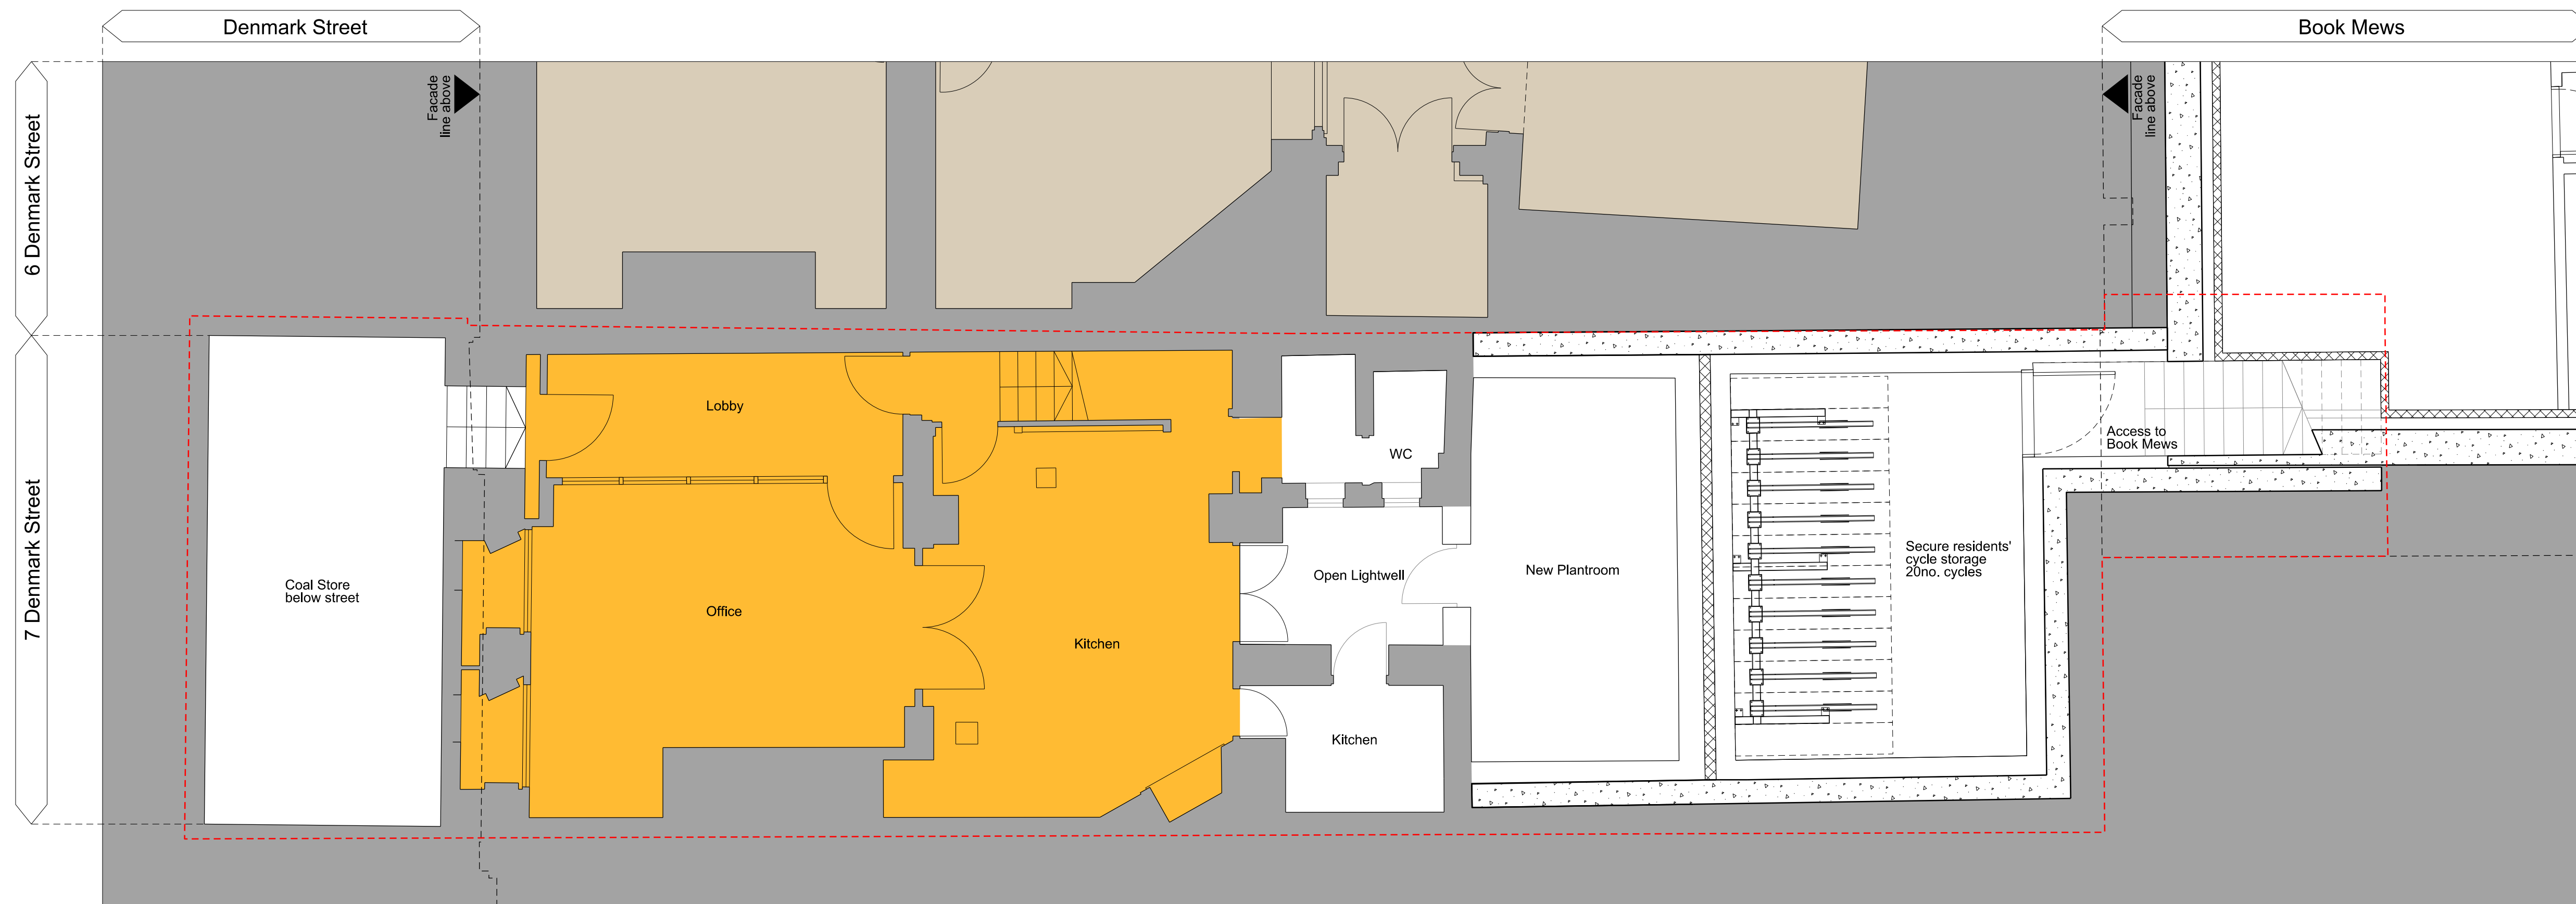 Denmark Street
Book Mews
6 Denmark Street
7 Denmark Street
Facade
line above
Facade
line above
Lobby
Office
Coal Store
below street
Kitchen
WC
Open Lightwell
Kitchen
New Plantroom
Secure residents'
cycle storage
20no. cycles
Access to
Book Mews